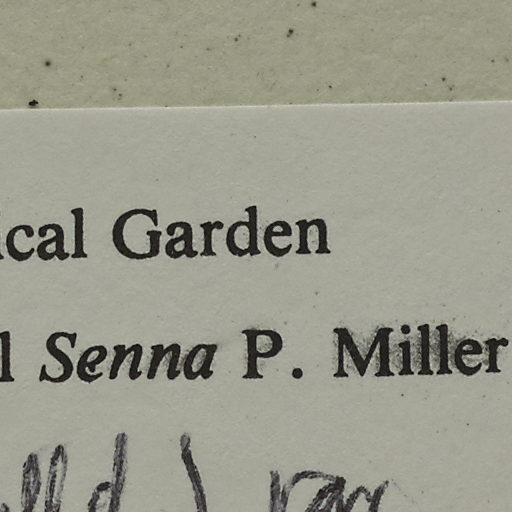 ical Garden
l Senna P. Miller